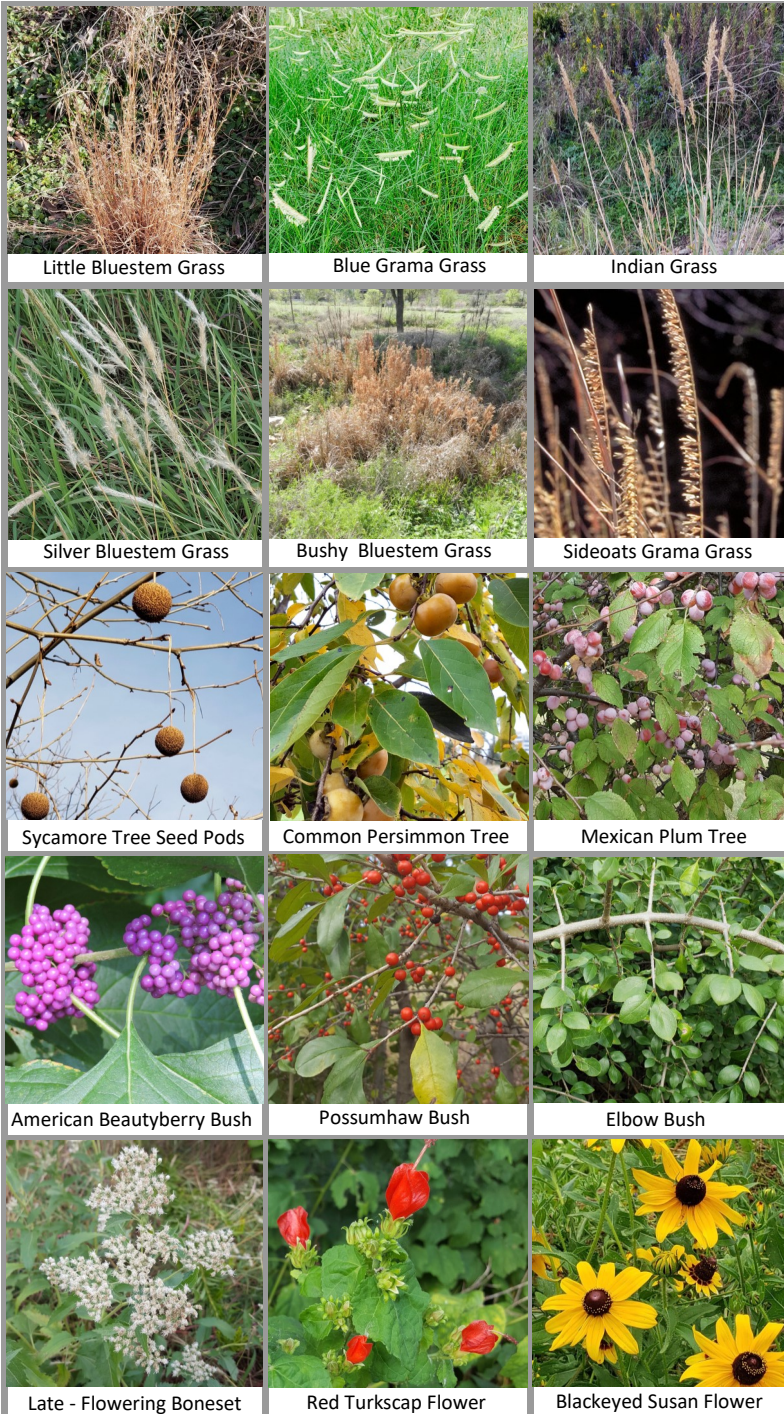 Little Bluestem Grass
Blue Grama Grass
Indian Grass
Silver Bluestem Grass
Bushy  Bluestem Grass
Sideoats Grama Grass
Sycamore Tree Seed Pods
Common Persimmon Tree
Mexican Plum Tree
American Beautyberry Bush
Possumhaw Bush
Elbow Bush
Late - Flowering Boneset
Red Turkscap Flower
Blackeyed Susan Flower